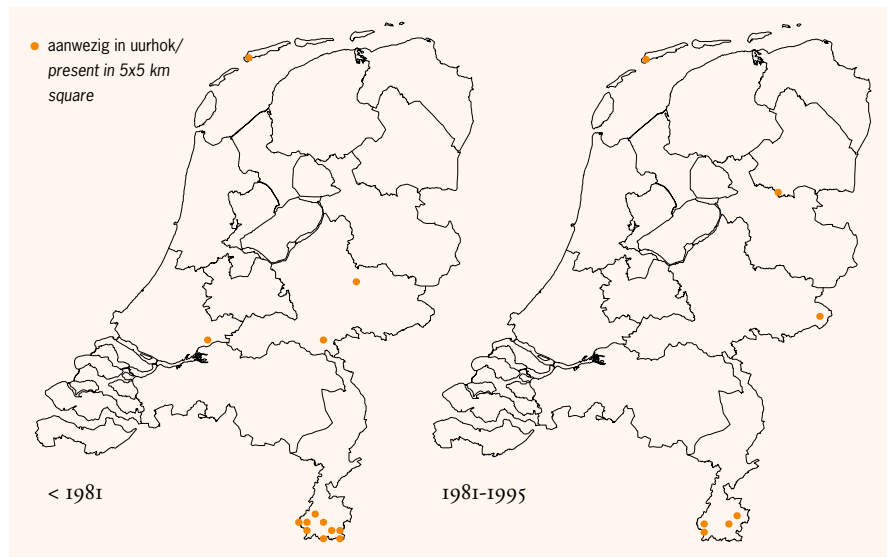 aanwezig in uurhok/
present in 5x5 km
square
< 1981
1981-1995